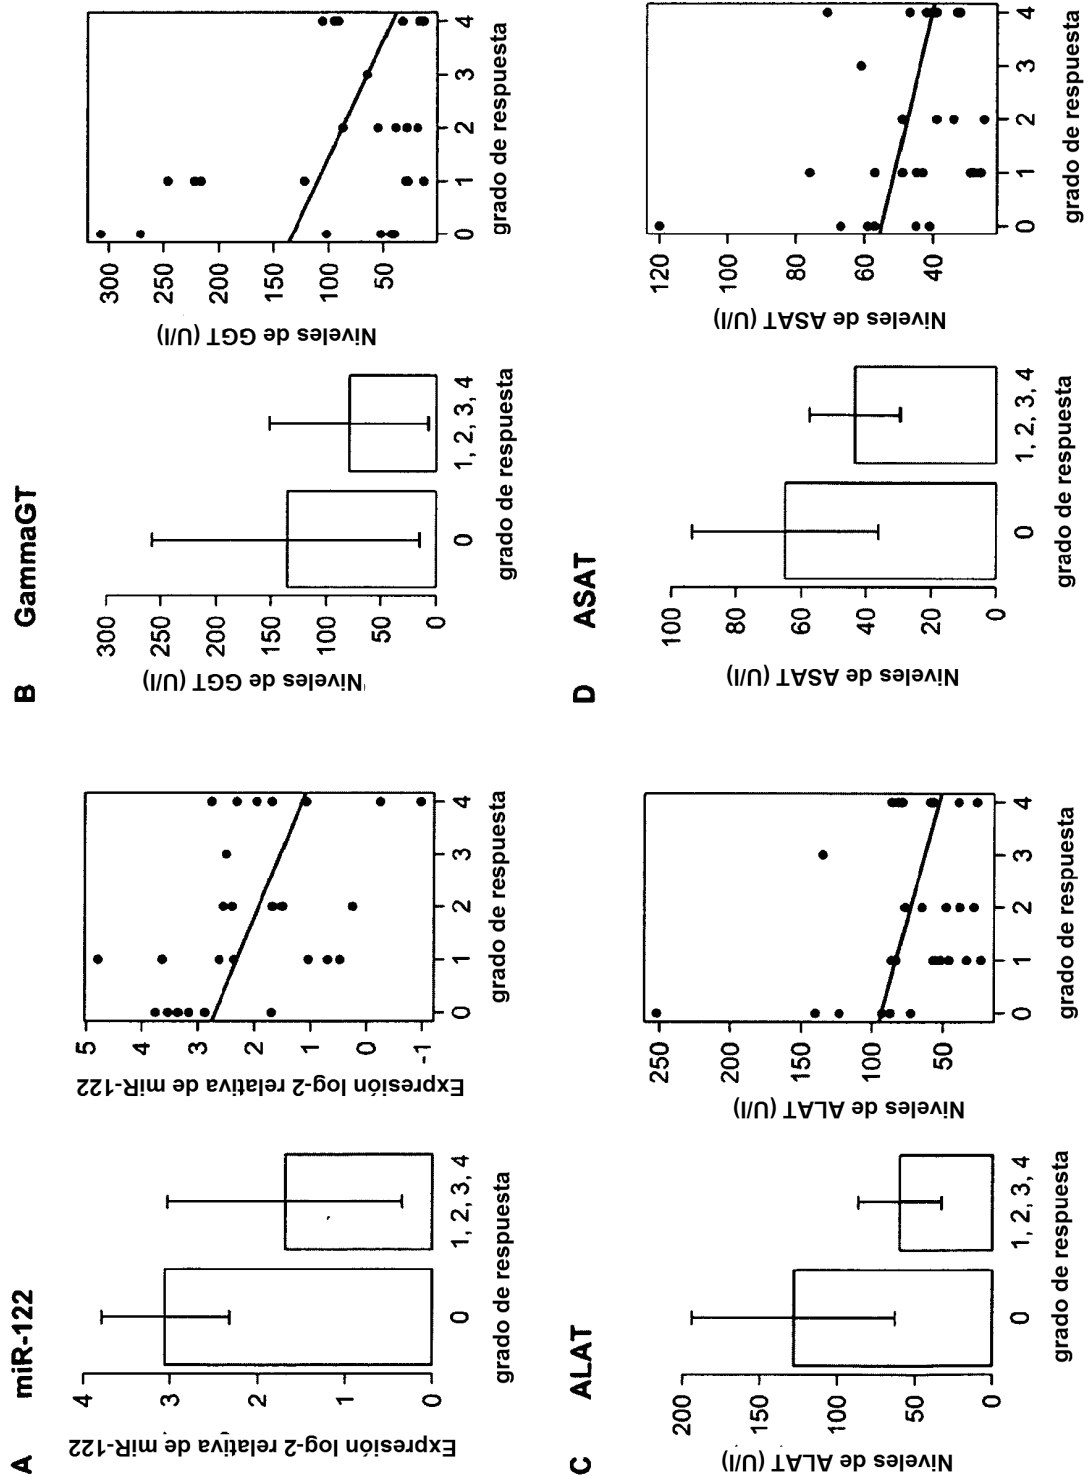 A miR-122
Expresión log-2 relativa de miR-122
4
3
2
1
0
0
1, 2, 3, 4
grado de respuesta
Expresión log-2 relativa de miR-122
5
4
3
2
1
0
-1
0 1 2 3 4
grado de respuesta
B GammaGT
Niveles de GGT (U/l)
300
250
200
150
100
50
0
0
1, 2, 3, 4
grado de respuesta
Niveles de GGT (U/l)
300
250
200
150
100
50
0 1 2 3 4
grado de respuesta
C ALAT
Niveles de ALAT (U/l)
200
150
100
50
0
0
1, 2, 3, 4
grado de respuesta
Niveles de ALAT (U/l)
250
200
150
100
50
0 1 2 3 4
grado de respuesta
D ASAT
Niveles de ASAT (U/l)
100
80
60
40
20
0
0
1, 2, 3, 4
grado de respuesta
Niveles de ASAT (U/l)
120
100
80
60
40
0 1 2 3 4
grado de respuesta